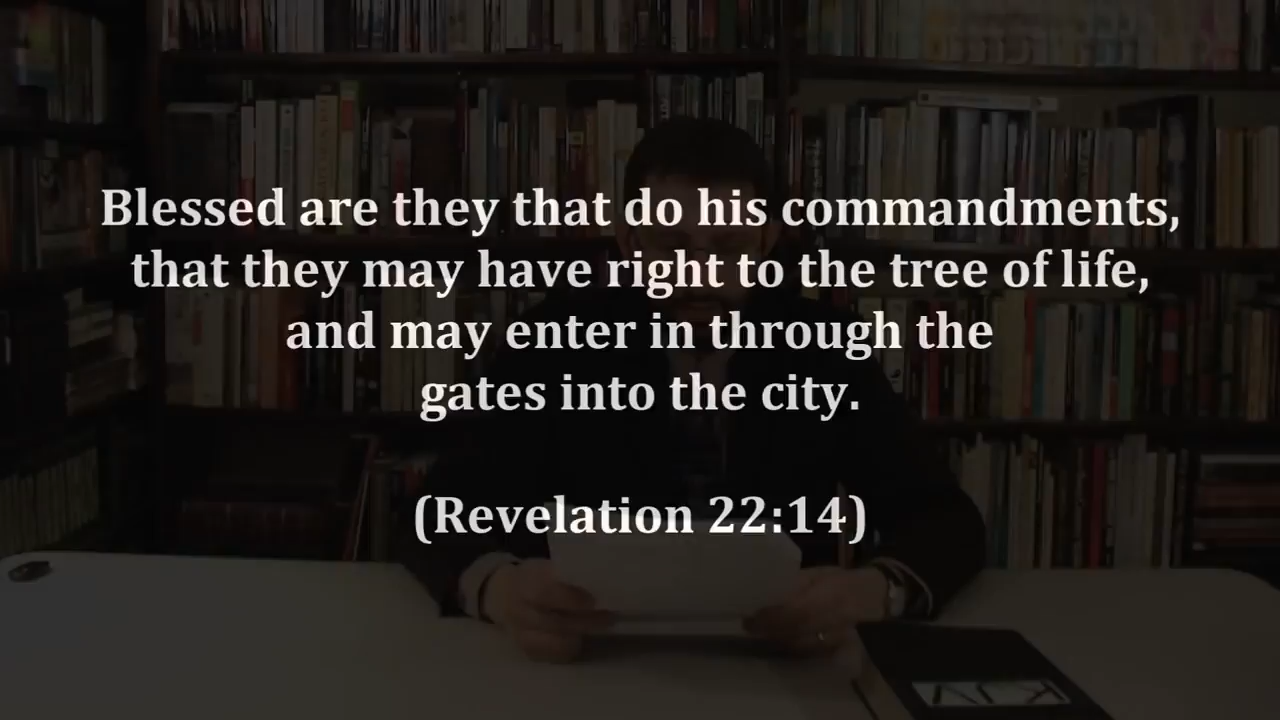 Blessed are they that do his commandments,
that they may have right to the tree of life,
and may enter in through the
gates into the city.
(Revelation 22:14)